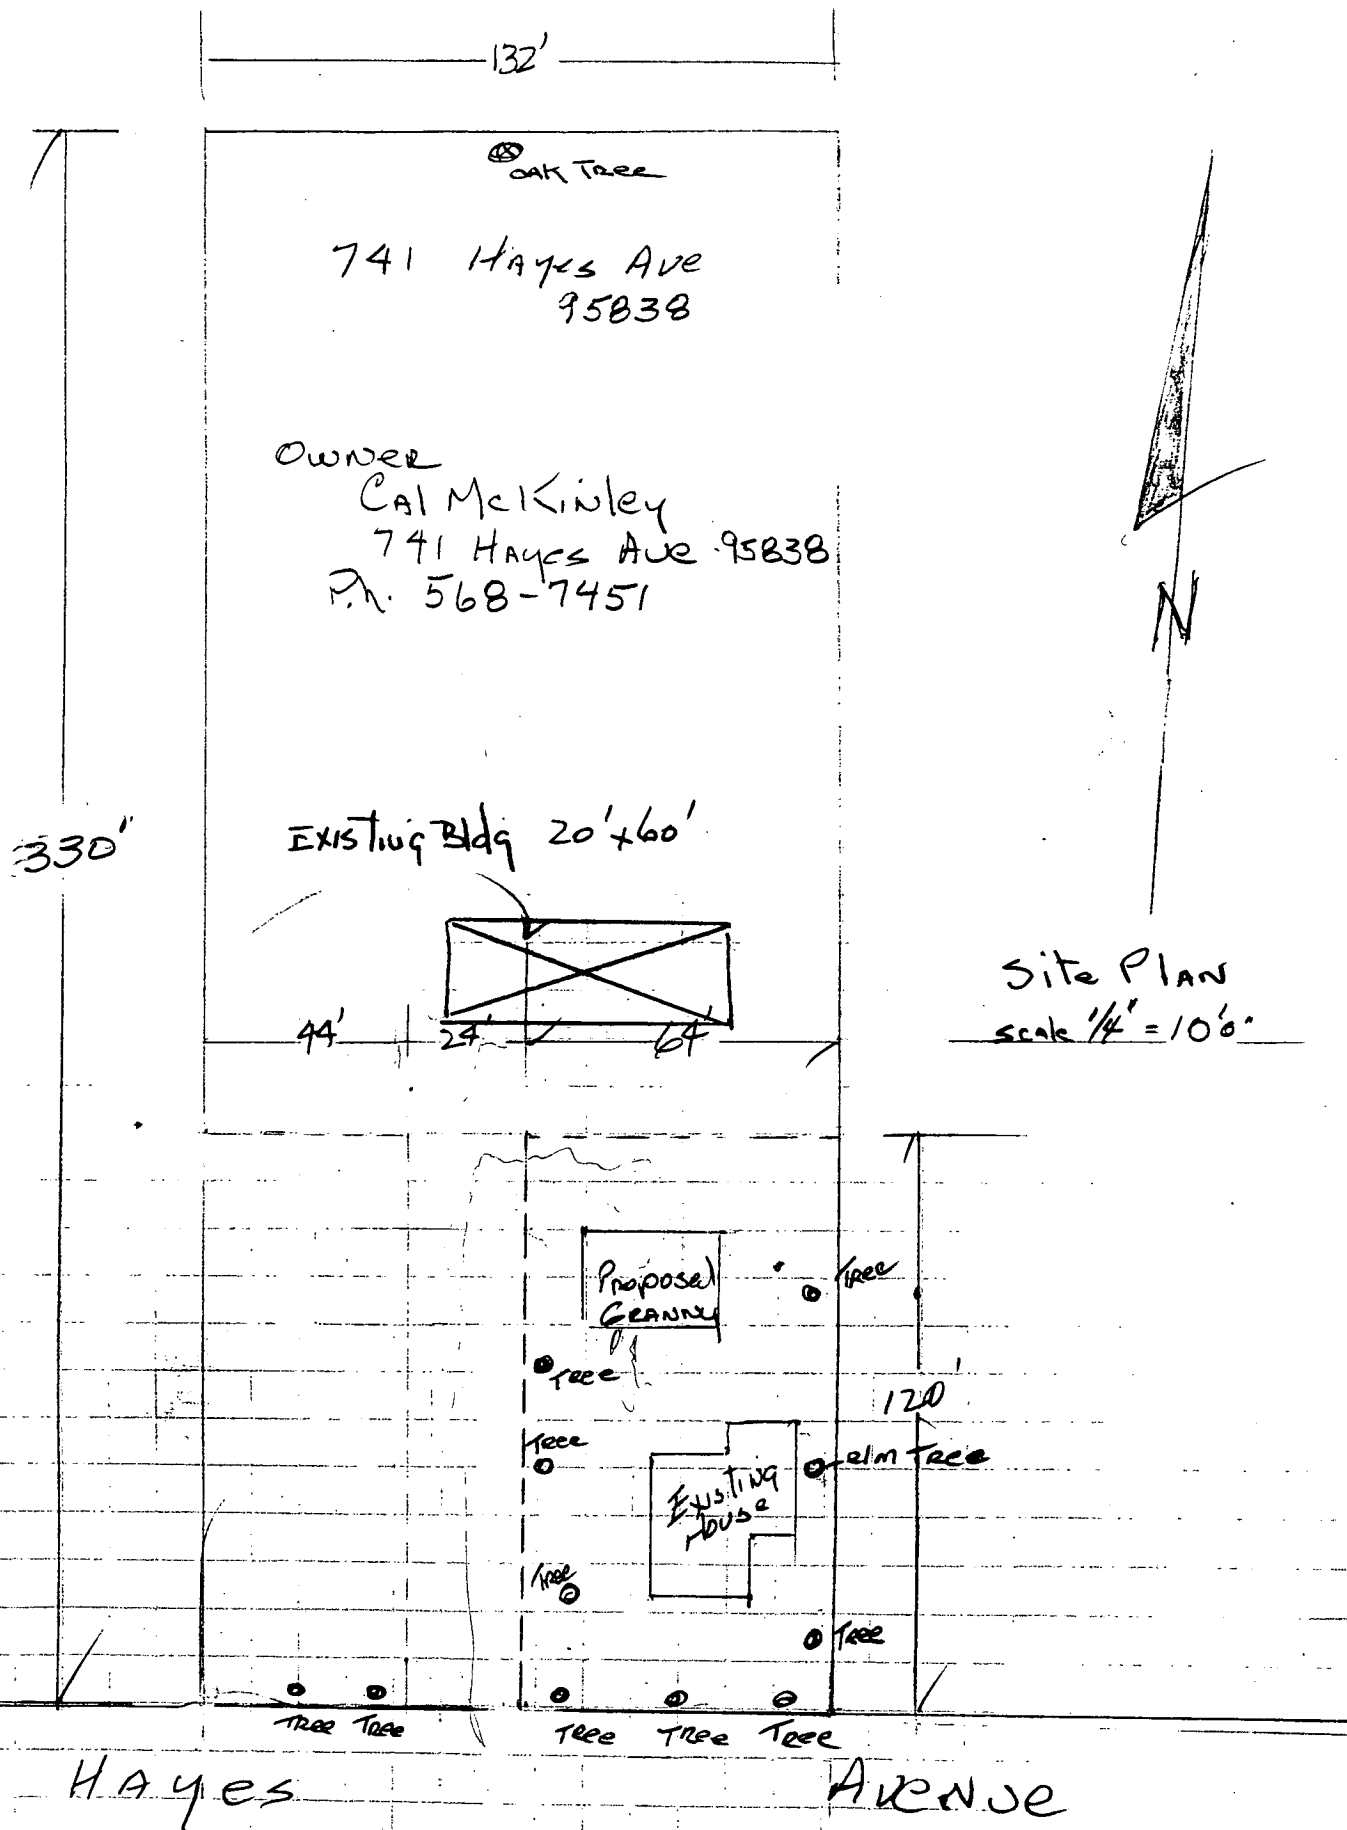 132'
OAK TREE
741 HAYES AVE
95838
OWNER
CAL McKinley
741 HAYES AVE 95838
Ph. 568-7451
330'
EXISTING Bldg 20'x60'
44'
24'
64'
Site PLAN
scale 1/4" = 10'0"
Proposed
GRANNY
TREE
TREE
120'
TREE
elm TREE
EXISTING
House
TREE
TREE
TREE TREE
TREE TREE TREE
HAYES AVENUE
N